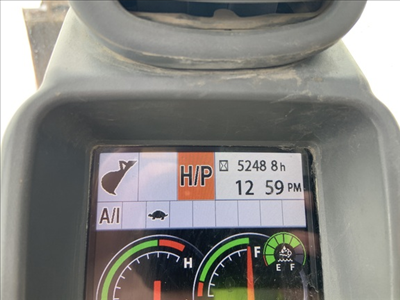 H/P 5248 8h
12 59 PM
A/I
H F E F